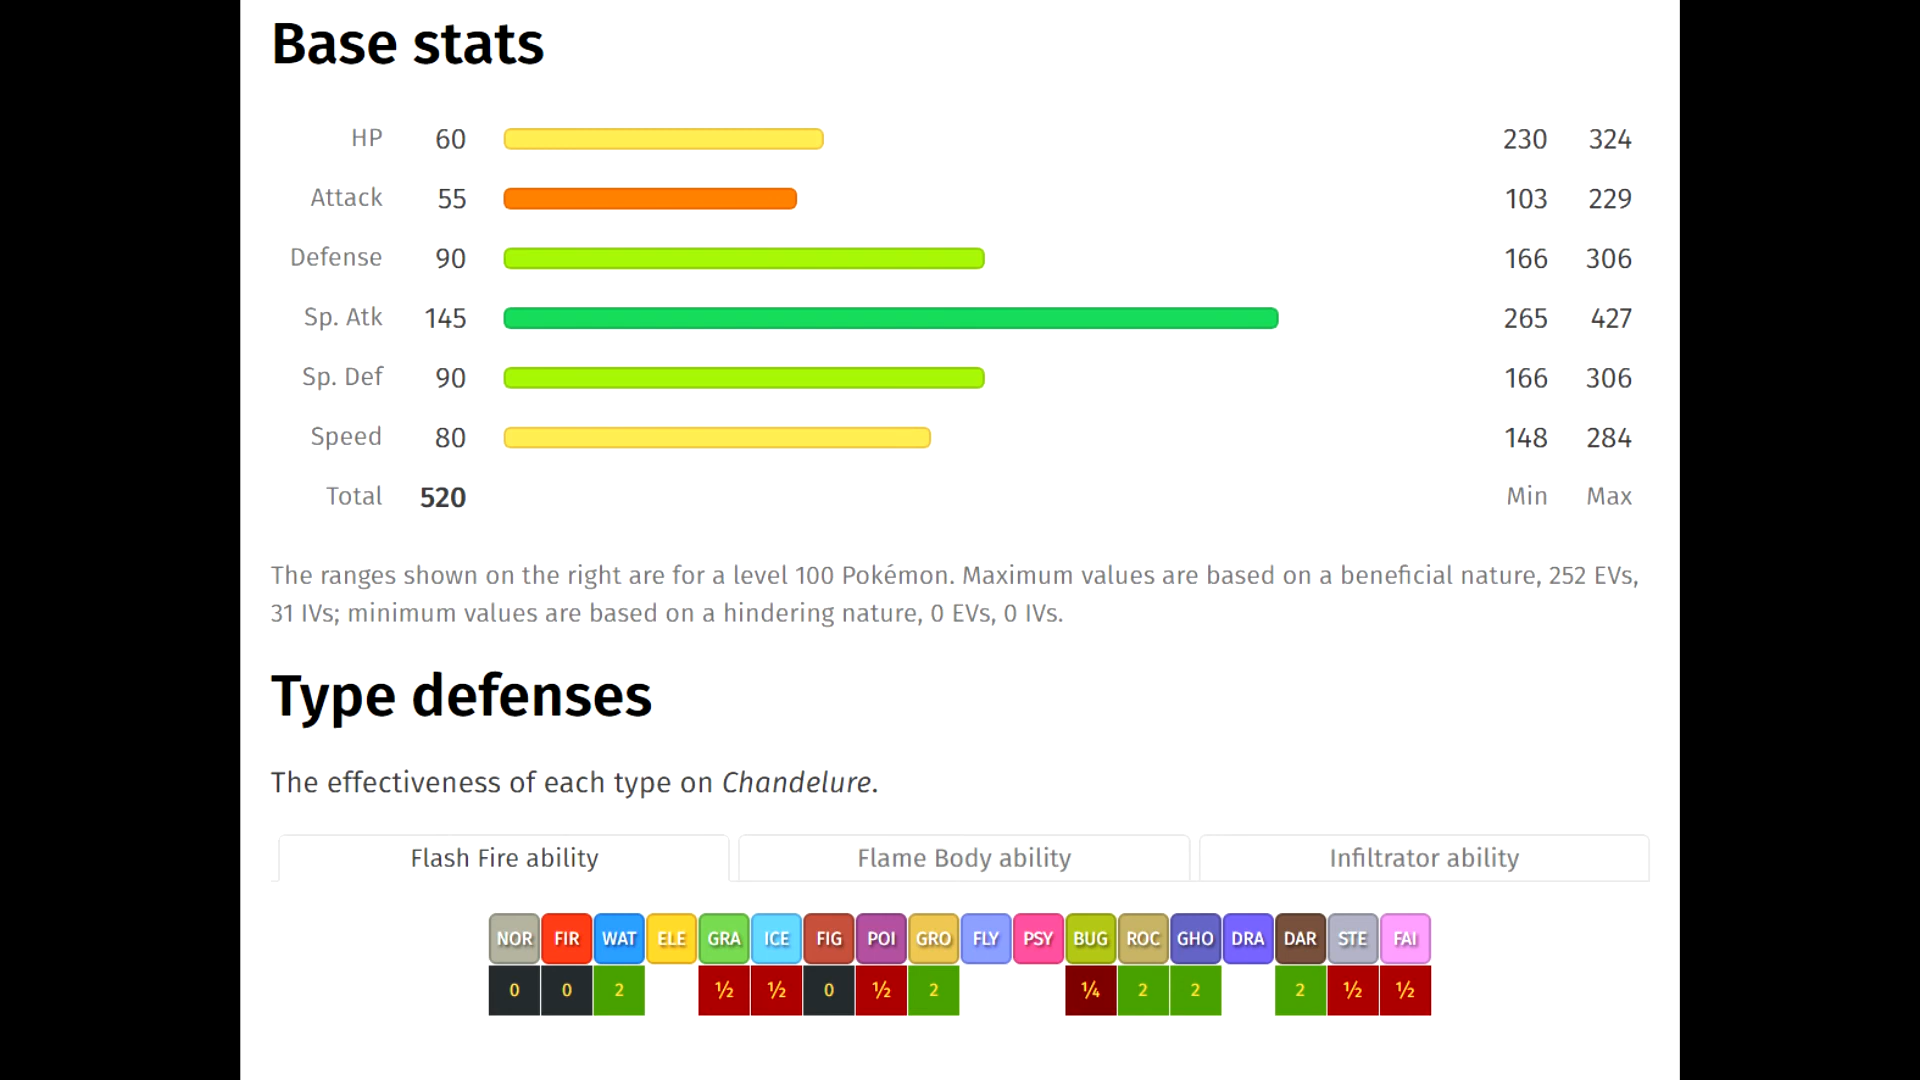 Base stats
HP 60 230 324
Attack 55 103 229
Defense 90 166 306
Sp. Atk 145 265 427
Sp. Def 90 166 306
Speed 80 148 284
Total 520 Min Max
The ranges shown on the right are for a level 100 Pokémon. Maximum values are based on a beneficial nature, 252 EVs,
31 IVs; minimum values are based on a hindering nature, 0 EVs, 0 IVs.
Type defenses
The effectiveness of each type on Chandelure.
Flash Fire ability Flame Body ability Infiltrator ability
NOR FIR WAT ELE GRA ICE FIG POI GRO FLY PSY BUG ROC GHO DRA DAR STE FAI
0 0 2 ½ ½ 0 ½ 2 ¼ 2 2 2 ½ ½